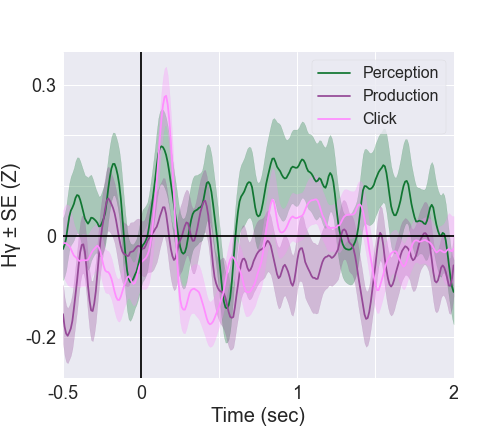 Perception
Production
Click
Hγ ± SE (Z)
0.3
0
-0.2
-0.5
0
1
2
Time (sec)